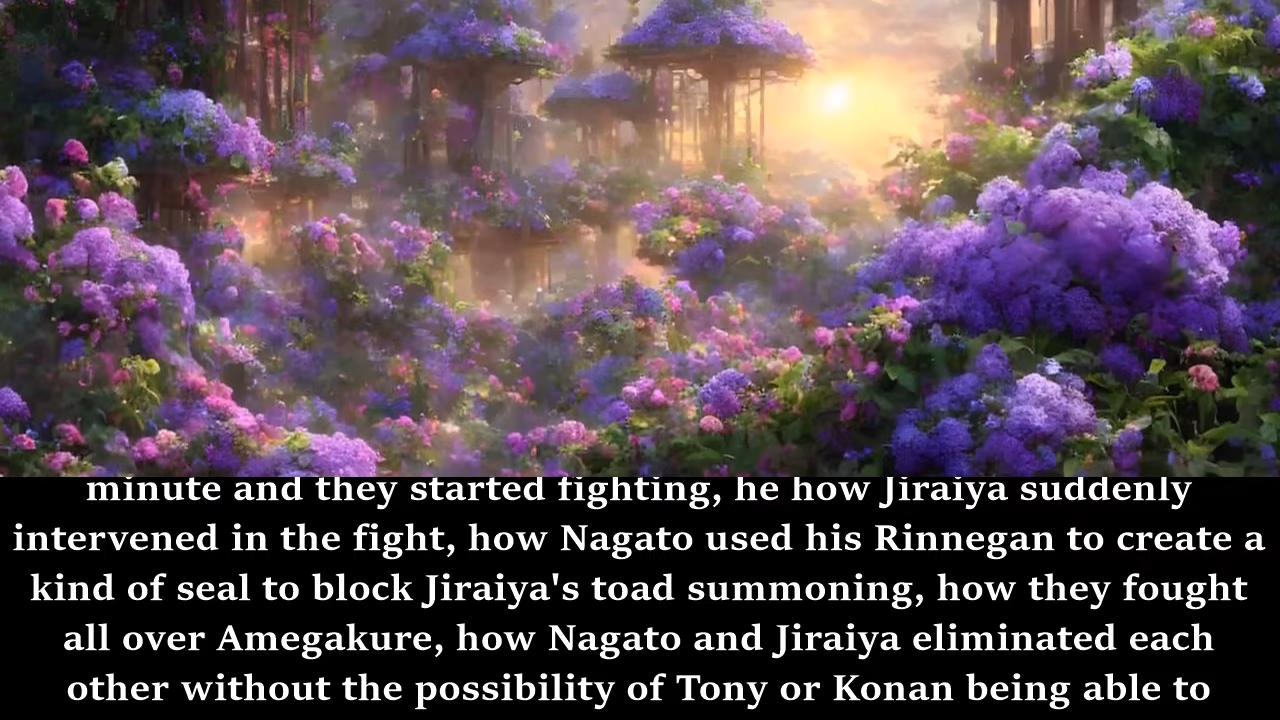 minute and they started fighting, he how Jiraiya suddenly
intervened in the fight, how Nagato used his Rinnegan to create a
kind of seal to block Jiraiya's toad summoning, how they fought
all over Amegakure, how Nagato and Jiraiya eliminated each
other without the possibility of Tony or Konan being able to